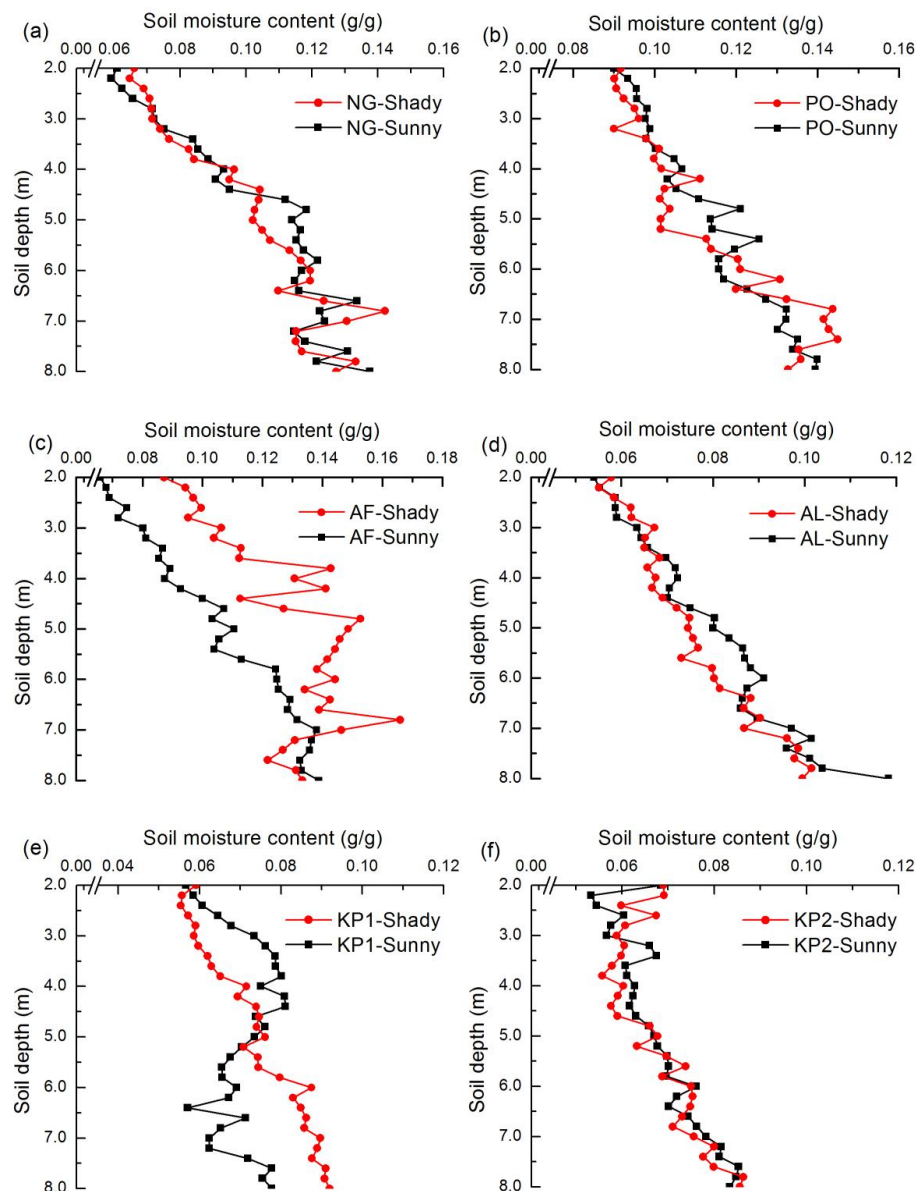 Soil moisture content (g/g)
(a)
0.00 0.06 0.08 0.10 0.12 0.14 0.16
2.0
3.0
4.0
5.0
6.0
7.0
8.0
Soil depth (m)
NG-Shady
NG-Sunny
Soil moisture content (g/g)
(b)
0.00 0.08 0.10 0.12 0.14 0.16
2.0
3.0
4.0
5.0
6.0
7.0
8.0
Soil depth (m)
PO-Shady
PO-Sunny
Soil moisture content (g/g)
(c)
0.00 0.08 0.10 0.12 0.14 0.16 0.18
2.0
3.0
4.0
5.0
6.0
7.0
8.0
Soil depth (m)
AF-Shady
AF-Sunny
Soil moisture content (g/g)
(d)
0.00 0.06 0.08 0.10 0.12
2.0
3.0
4.0
5.0
6.0
7.0
8.0
Soil depth (m)
AL-Shady
AL-Sunny
Soil moisture content (g/g)
(e)
0.00 0.04 0.06 0.08 0.10 0.12
2.0
3.0
4.0
5.0
6.0
7.0
8.0
Soil depth (m)
KP1-Shady
KP1-Sunny
Soil moisture content (g/g)
(f)
0.00 0.06 0.08 0.10 0.12
2.0
3.0
4.0
5.0
6.0
7.0
8.0
Soil depth (m)
KP2-Shady
KP2-Sunny